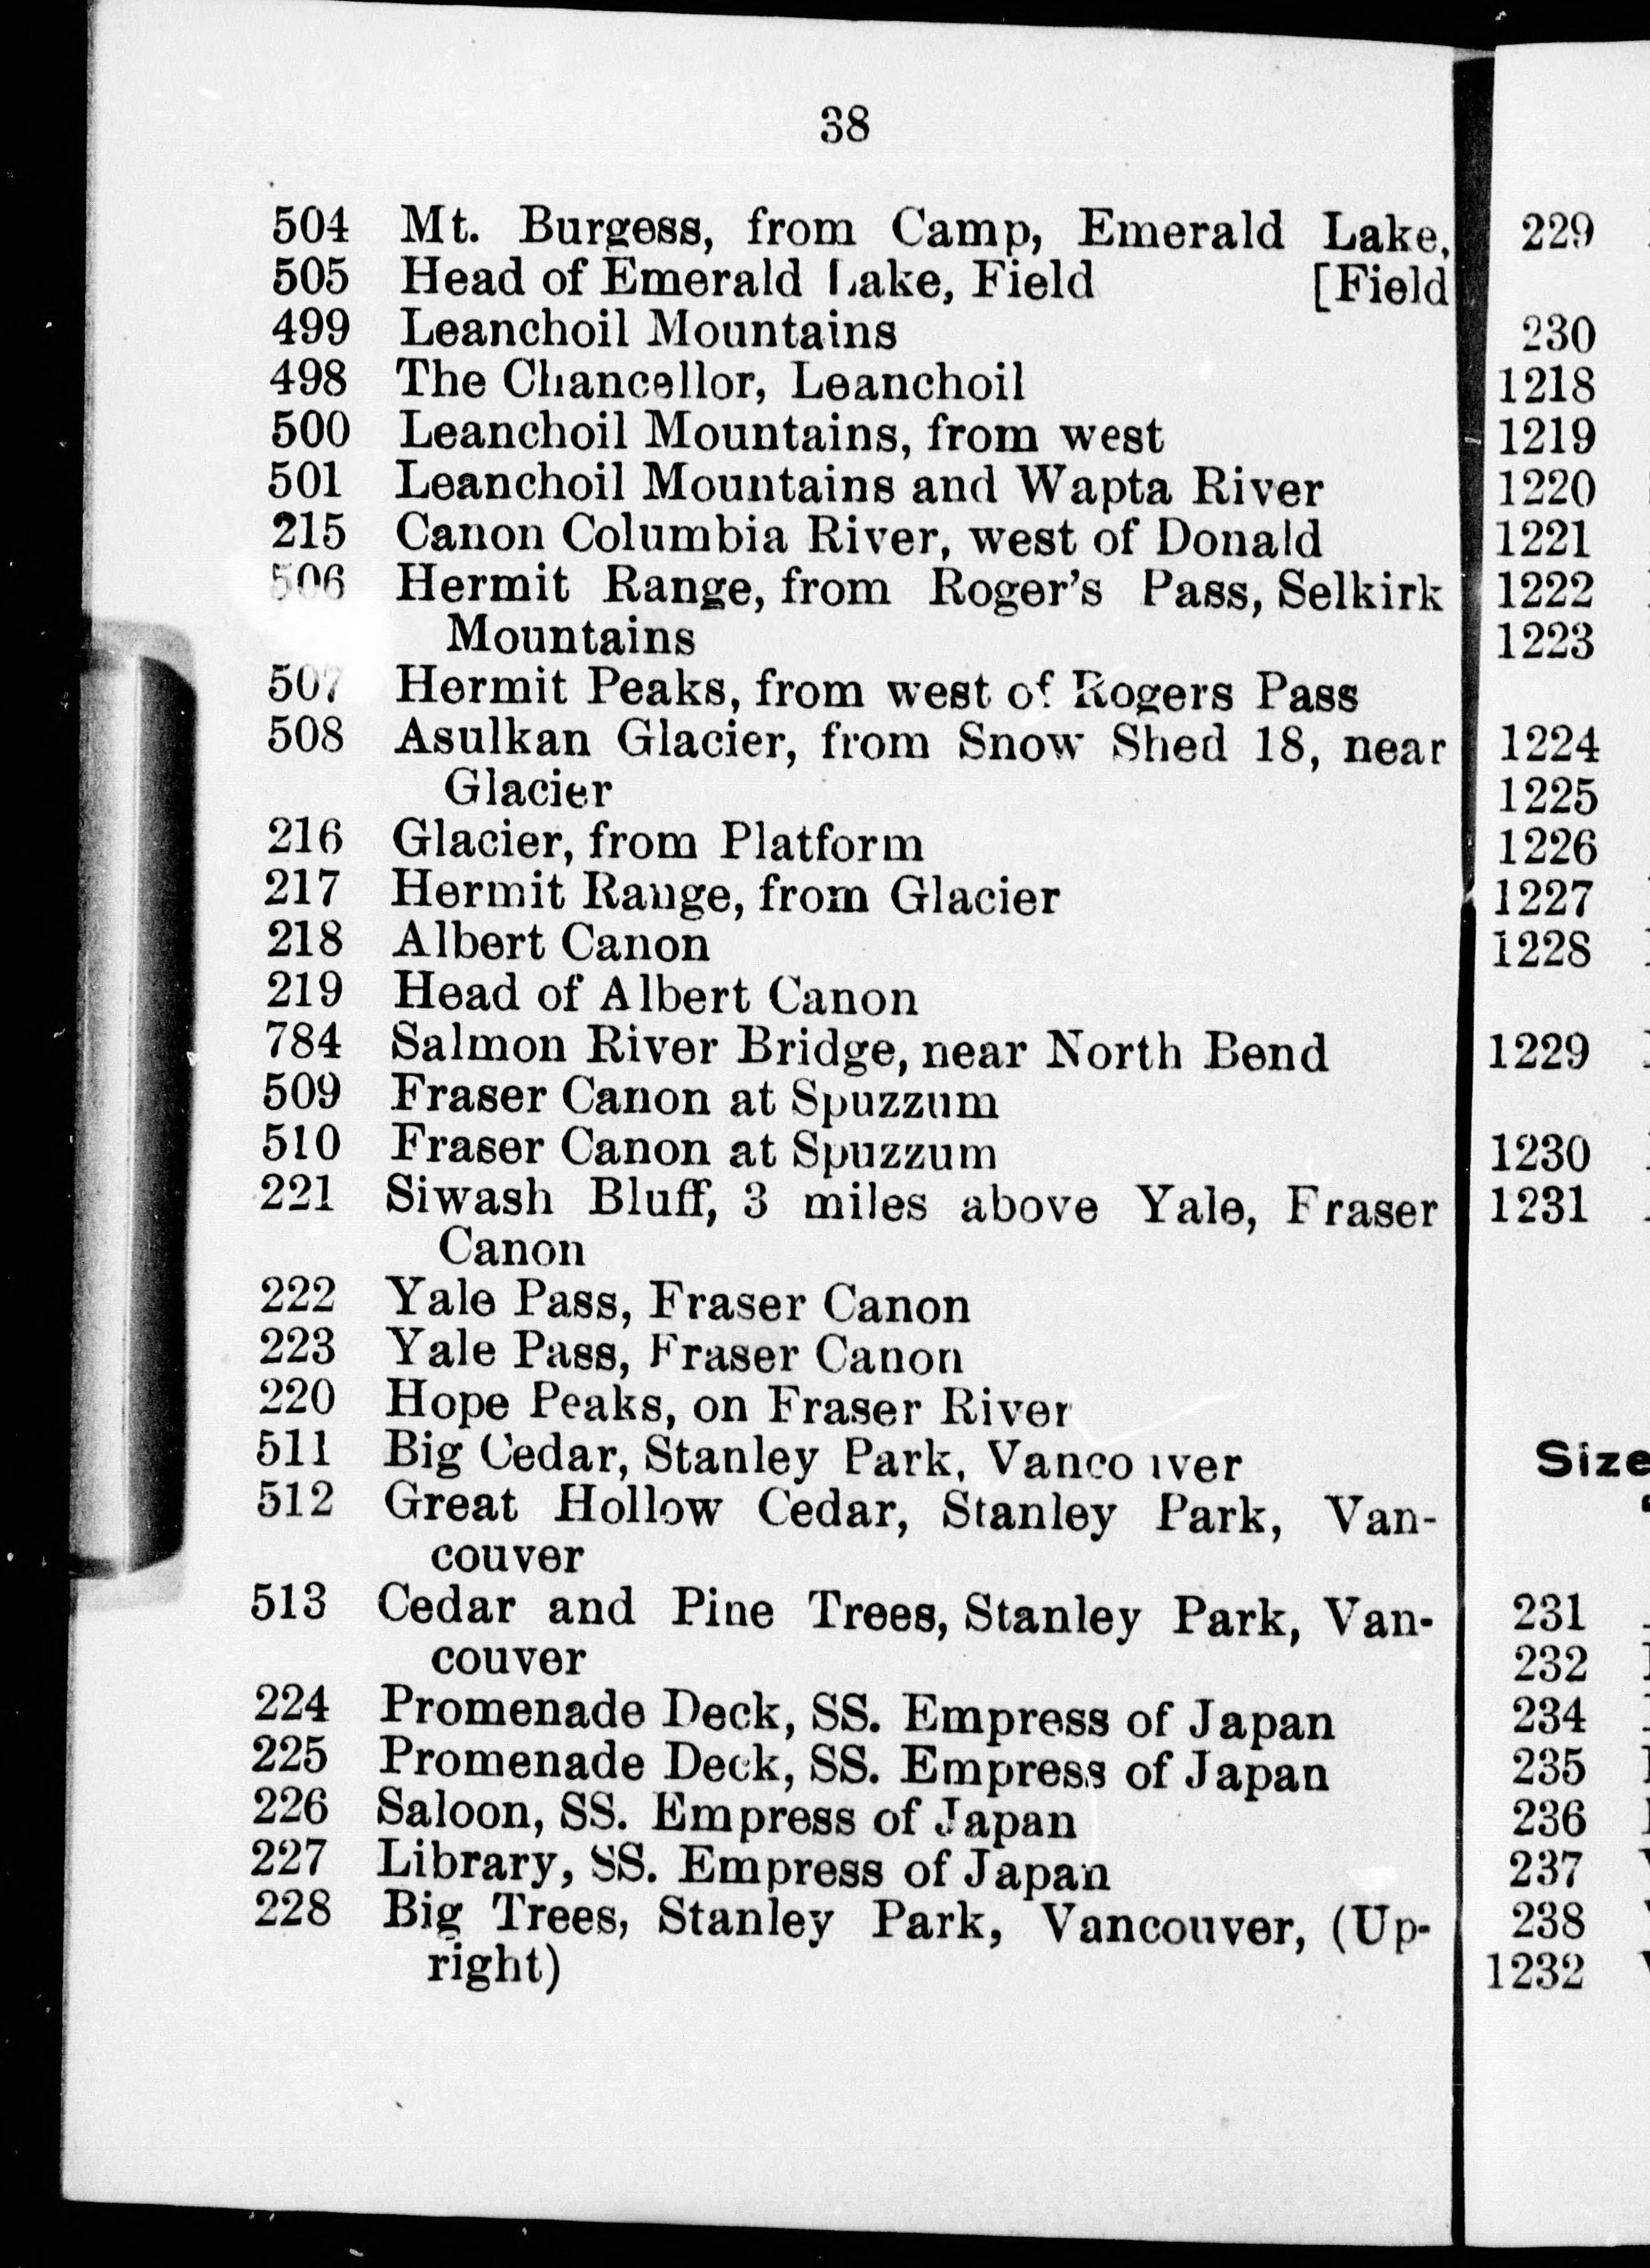 38
504 Mt. Burgess, from Camp, Emerald Lake,
505 Head of Emerald Lake, Field [Field
499 Leanchoil Mountains
498 The Chancellor, Leanchoil
500 Leanchoil Mountains, from west
501 Leanchoil Mountains and Wapta River
215 Canon Columbia River, west of Donald
506 Hermit Range, from Roger's Pass, Selkirk
Mountains
507 Hermit Peaks, from west of Rogers Pass
508 Asulkan Glacier, from Snow Shed 18, near
Glacier
216 Glacier, from Platform
217 Hermit Range, from Glacier
218 Albert Canon
219 Head of Albert Canon
784 Salmon River Bridge, near North Bend
509 Fraser Canon at Spuzzum
510 Fraser Canon at Spuzzum
221 Siwash Bluff, 3 miles above Yale, Fraser
Canon
222 Yale Pass, Fraser Canon
223 Yale Pass, Fraser Canon
220 Hope Peaks, on Fraser River
511 Big Cedar, Stanley Park, Vancouver
512 Great Hollow Cedar, Stanley Park, Van-
couver
513 Cedar and Pine Trees, Stanley Park, Van-
couver
224 Promenade Deck, SS. Empress of Japan
225 Promenade Deck, SS. Empress of Japan
226 Saloon, SS. Empress of Japan
227 Library, SS. Empress of Japan
228 Big Trees, Stanley Park, Vancouver, (Up-
right)
229
230
1218
1219
1220
1221
1222
1223
1224
1225
1226
1227
1228
1229
1230
1231
Size
231
232
234
235
236
237
238
1232